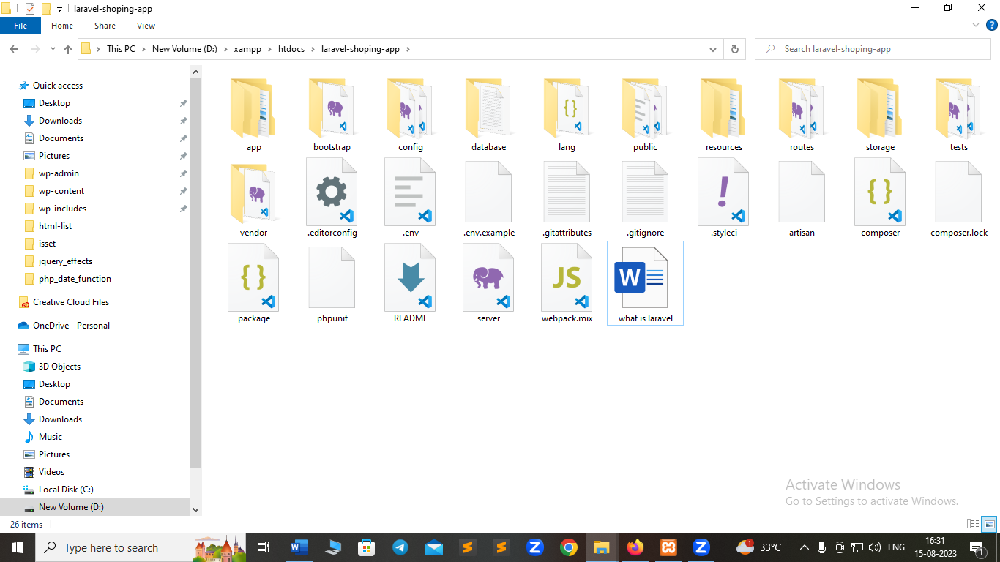 laravel-shoping-app
File Home Share View
This PC New Volume (D:) xampp htdocs laravel-shoping-app
Search laravel-shoping-app
Quick access
Desktop
Downloads
Documents
Pictures
wp-admin
wp-content
wp-includes
html-list
isset
jquery_effects
php_date_function
Creative Cloud Files
OneDrive - Personal
This PC
3D Objects
Desktop
Documents
Downloads
Music
Pictures
Videos
Local Disk (C:)
New Volume (D:)
app bootstrap config database lang public resources routes storage tests
vendor .editorconfig .env .env.example .gitattributes .gitignore .styleci artisan composer composer.lock
JS
W
package phpunit README server webpack.mix what is laravel
Activate Windows
Go to Settings to activate Windows.
26 items
Type here to search
33°C
ENG
16:31
15-08-2023
1